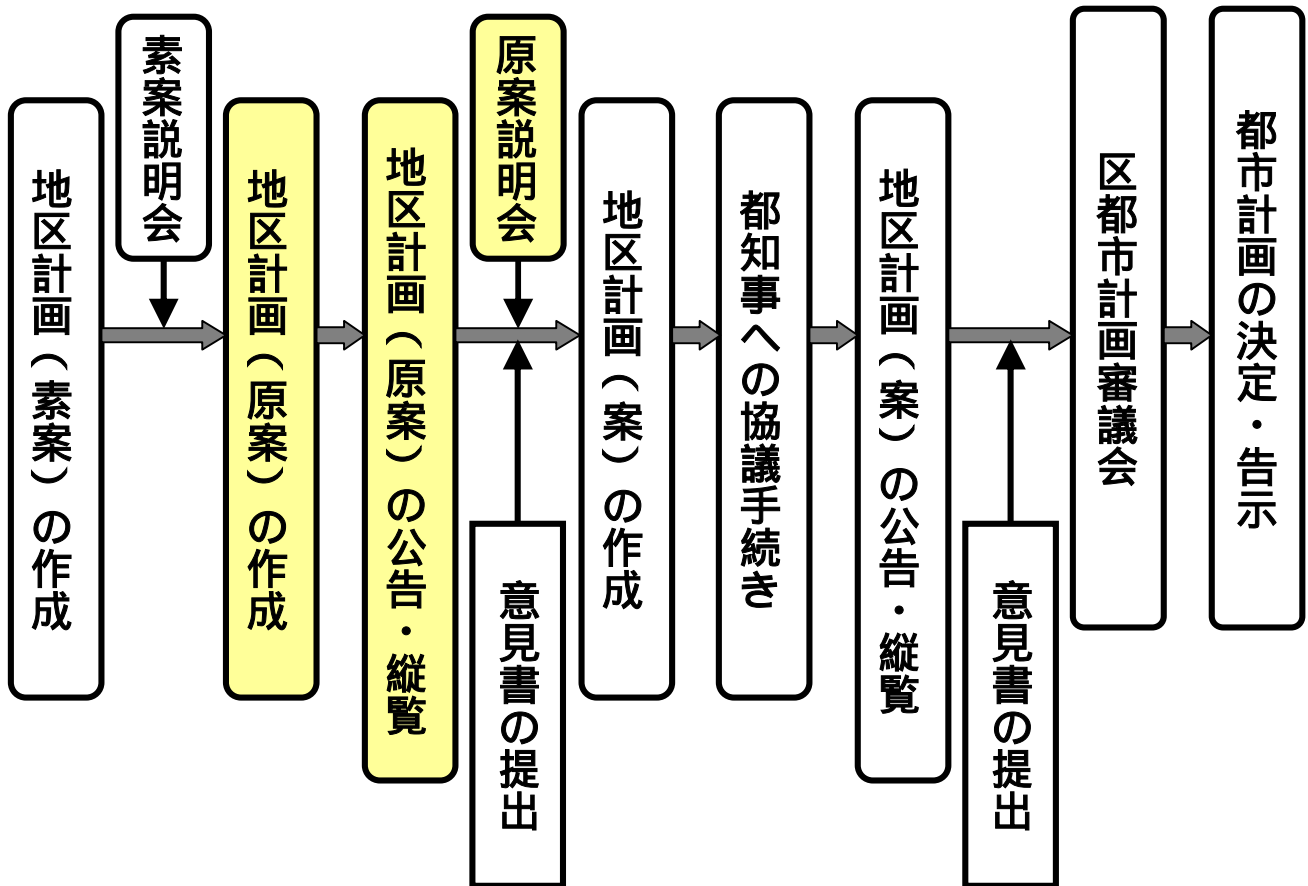 地区計画（素案）の作成
素案説明会
地区計画（原案）の作成
地区計画（原案）の公告・縦覧
原案説明会
意見書の提出
地区計画（案）の作成
都知事への協議手続き
地区計画（案）の公告・縦覧
意見書の提出
区都市計画審議会
都市計画の決定・告示